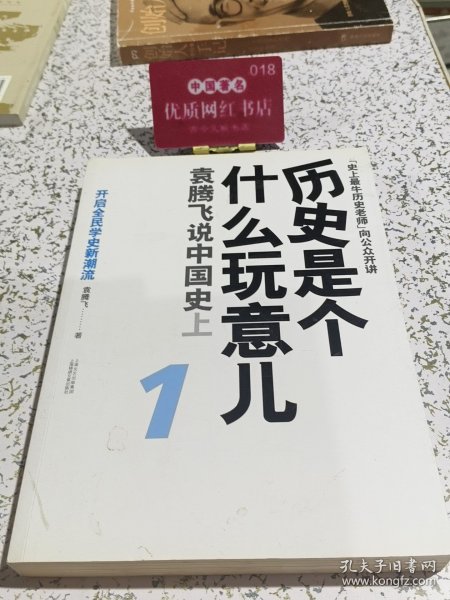 018
中国著名
优质网红书店
「史上最牛历史老师」向公众开讲
历史是个
什么玩意儿
袁腾飞说中国史上
1
开启全民学史新潮流
袁腾飞………著
孔夫子旧书网
www.kongfz.com